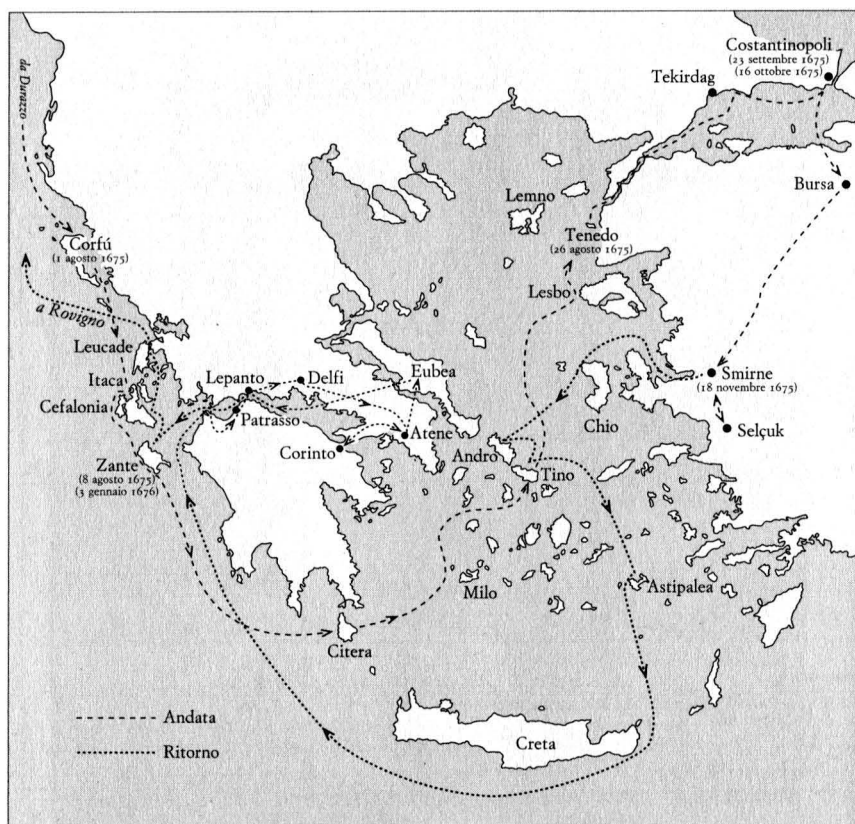 da Durazzo
Costantinopoli
(23 settembre 1675)
(16 ottobre 1675)
Tekirdag
Bursa
Lemno
Corfú
(1 agosto 1675)
Tenedo
(26 agosto 1675)
Lesbo
a Rovigno
Leucade
Itaca
Cefalonia
Lepanto
Delfi
Eubea
Smirne
(18 novembre 1675)
Patrasso
Chio
Selçuk
Corinto
Atene
Andro
Zante
(8 agosto 1675)
(3 gennaio 1676)
Tino
Milo
Astipalea
Citera
Andata
Ritorno
Creta